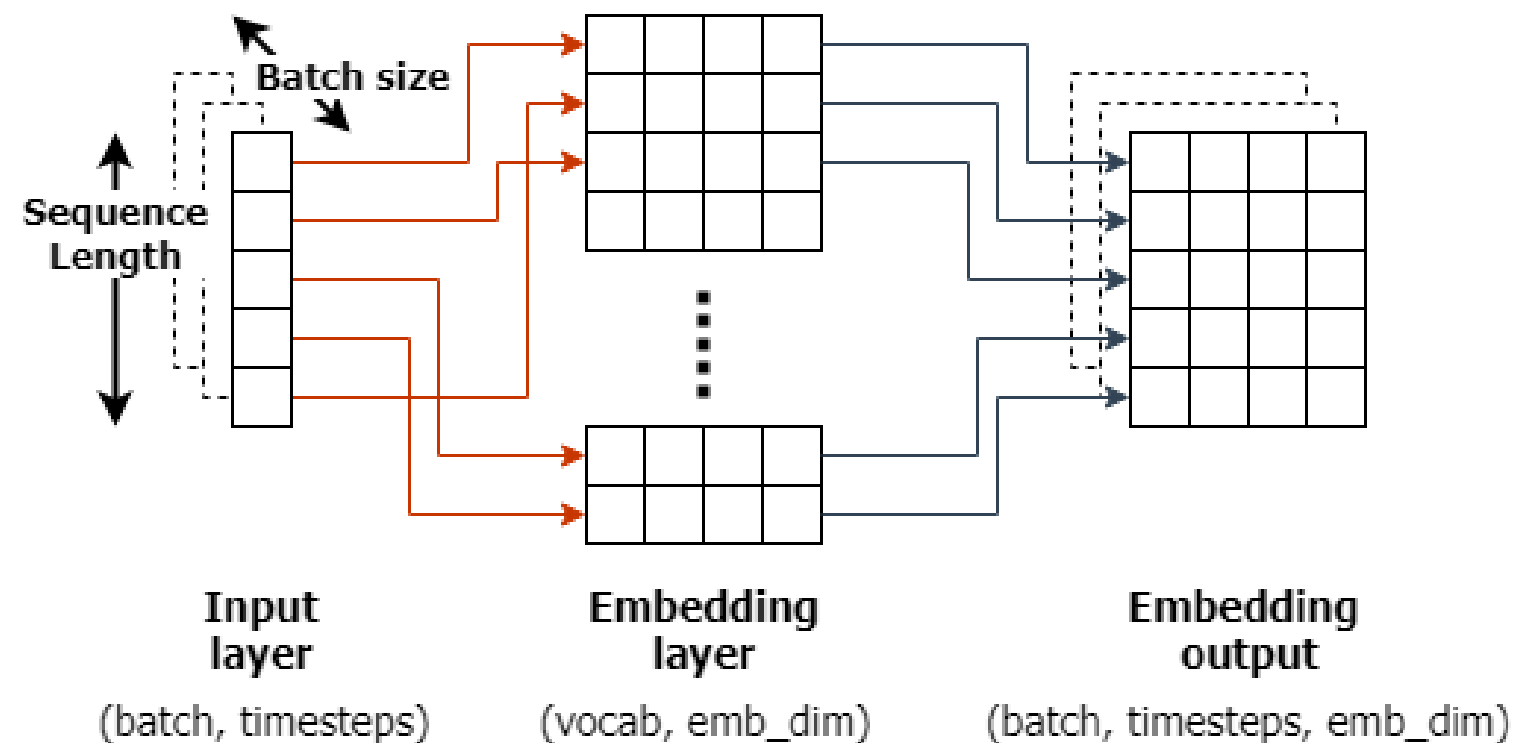 Batch size
Sequence
Length
Input
layer
(batch, timesteps)
Embedding
layer
(vocab, emb_dim)
Embedding
output
(batch, timesteps, emb_dim)